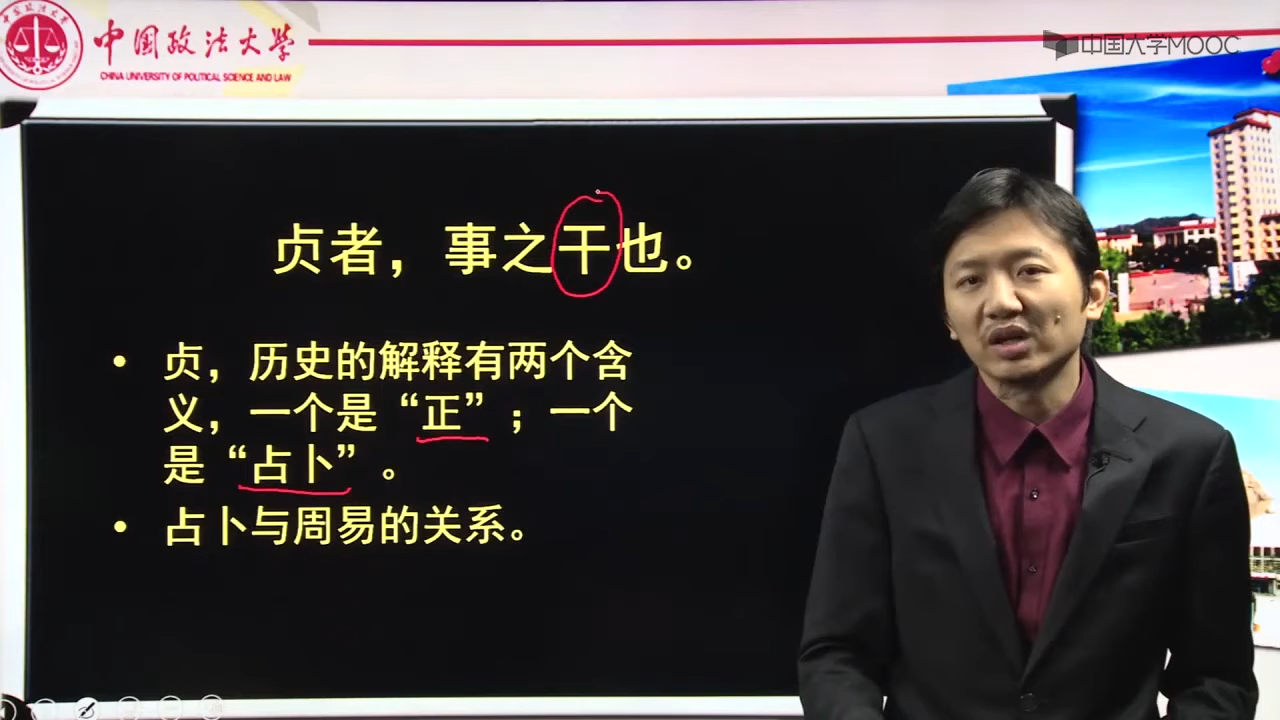 中国政法大学
CHINA UNIVERSITY OF POLITICAL SCIENCE AND LAW
中国大学MOOC
贞者，事之干也。
• 贞，历史的解释有两个含
义，一个是“正”；一个
是“占卜”。
• 占卜与周易的关系。